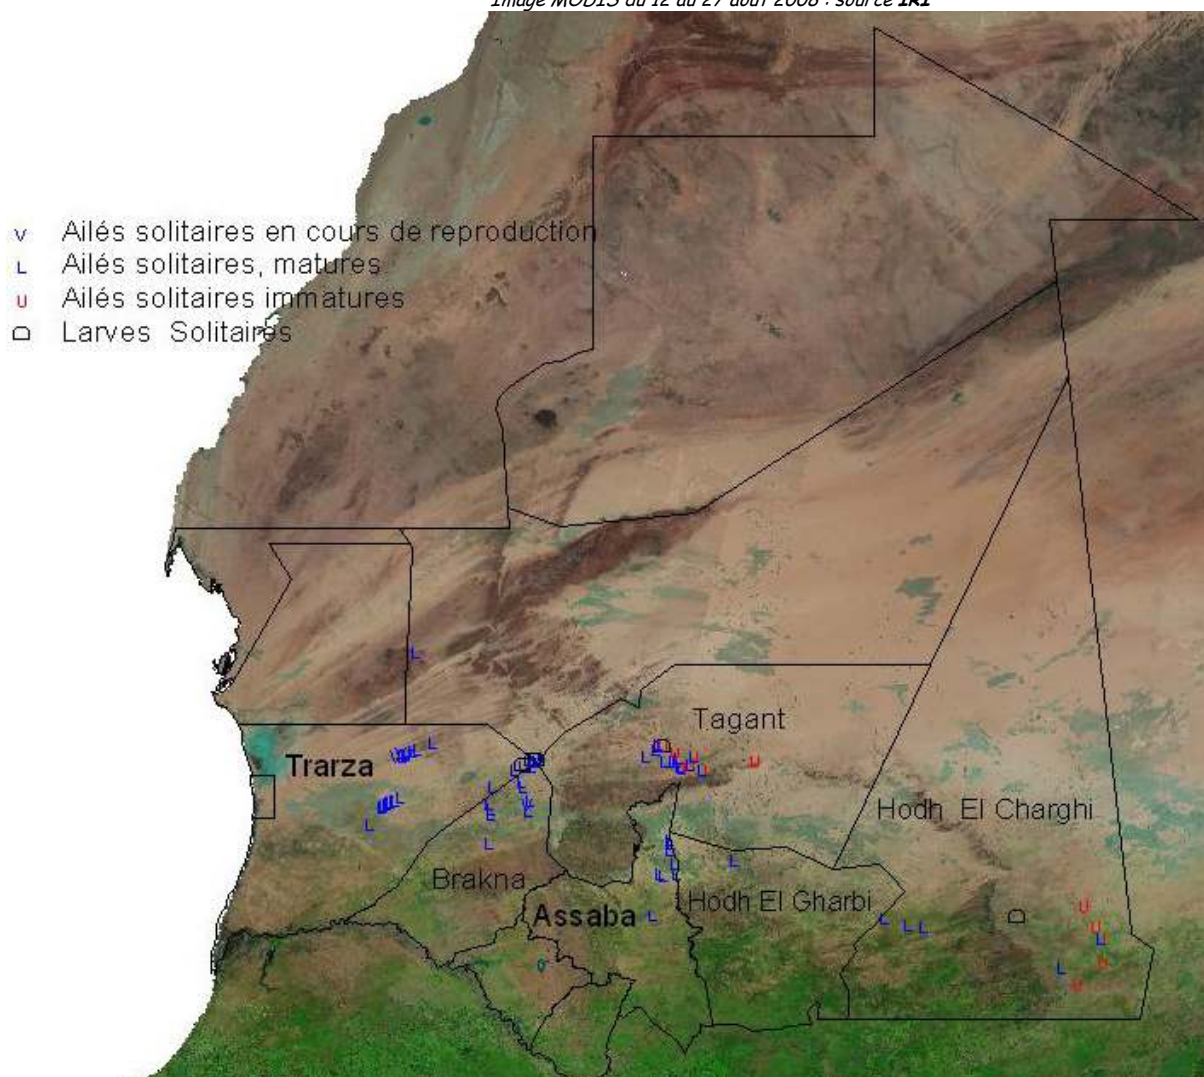 Image MODIS du 12 au 27 août 2008 : source IRI
v Ailés solitaires en cours de reproduction
L Ailés solitaires, matures
U Ailés solitaires immatures
D Larves Solitaires
Tagant
Trarza
Hodh El Charghi
Brakna
Hodh El Gharbi
Assaba